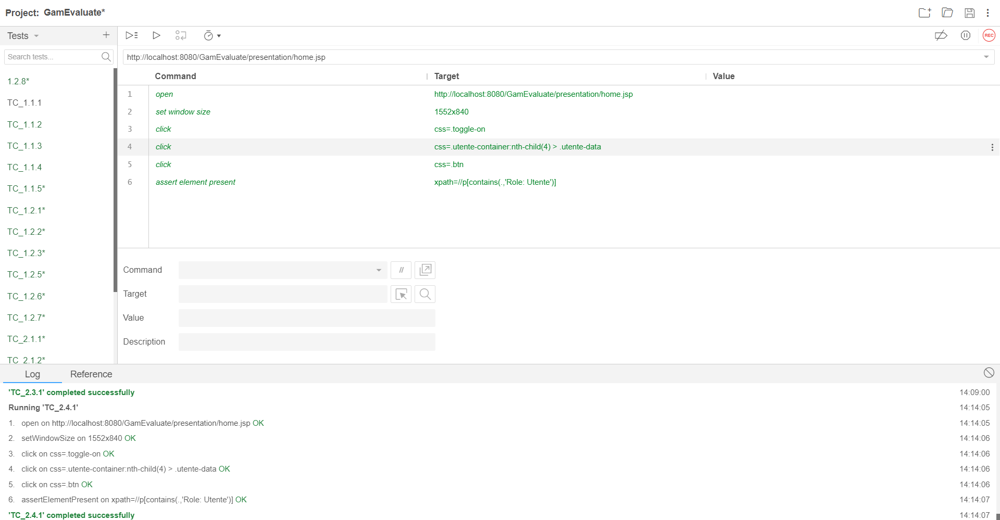 Project: GamEvaluate*
Tests
Search tests...
1.2.8*
TC_1.1.1
TC_1.1.2
TC_1.1.3
TC_1.1.4
TC_1.1.5*
TC_1.2.1*
TC_1.2.2*
TC_1.2.3*
TC_1.2.5*
TC_1.2.6*
TC_1.2.7*
TC_2.1.1*
TC_2.1.2*
REC
http://localhost:8080/GamEvaluate/presentation/home.jsp
Command Target Value
1 open http://localhost:8080/GamEvaluate/presentation/home.jsp
2 set window size 1552x840
3 click css=.toggle-on
4 click css=.utente-container:nth-child(4) > .utente-data
5 click css=.btn
6 assert element present xpath=//p[contains(.,'Role: Utente')]
Command //
Target
Value
Description
Log Reference
'TC_2.3.1' completed successfully 14:09:00
Running 'TC_2.4.1' 14:14:05
1. open on http://localhost:8080/GamEvaluate/presentation/home.jsp OK 14:14:05
2. setWindowSize on 1552x840 OK 14:14:06
3. click on css=.toggle-on OK 14:14:06
4. click on css=.utente-container:nth-child(4) > .utente-data OK 14:14:06
5. click on css=.btn OK 14:14:06
6. assertElementPresent on xpath=//p[contains(.,'Role: Utente')] OK 14:14:07
'TC_2.4.1' completed successfully 14:14:07